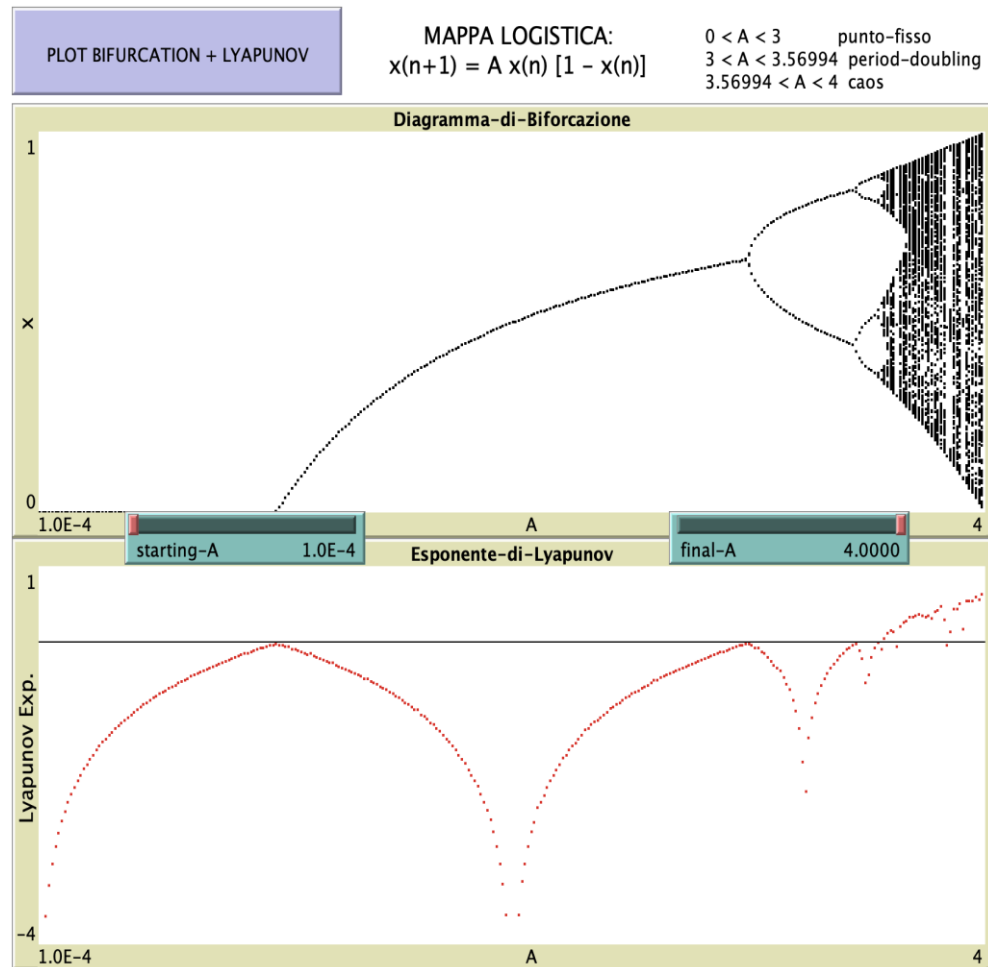 PLOT BIFURCATION + LYAPUNOV
MAPPA LOGISTICA:
x(n+1) = A x(n) [1 - x(n)]
0 < A < 3 punto-fisso
3 < A < 3.56994 period-doubling
3.56994 < A < 4 caos
Diagramma-di-Biforcazione
1
x
0
1.0E-4
A
4
starting-A 1.0E-4
final-A 4.0000
Esponente-di-Lyapunov
1
Lyapunov Exp.
-4
1.0E-4
A
4